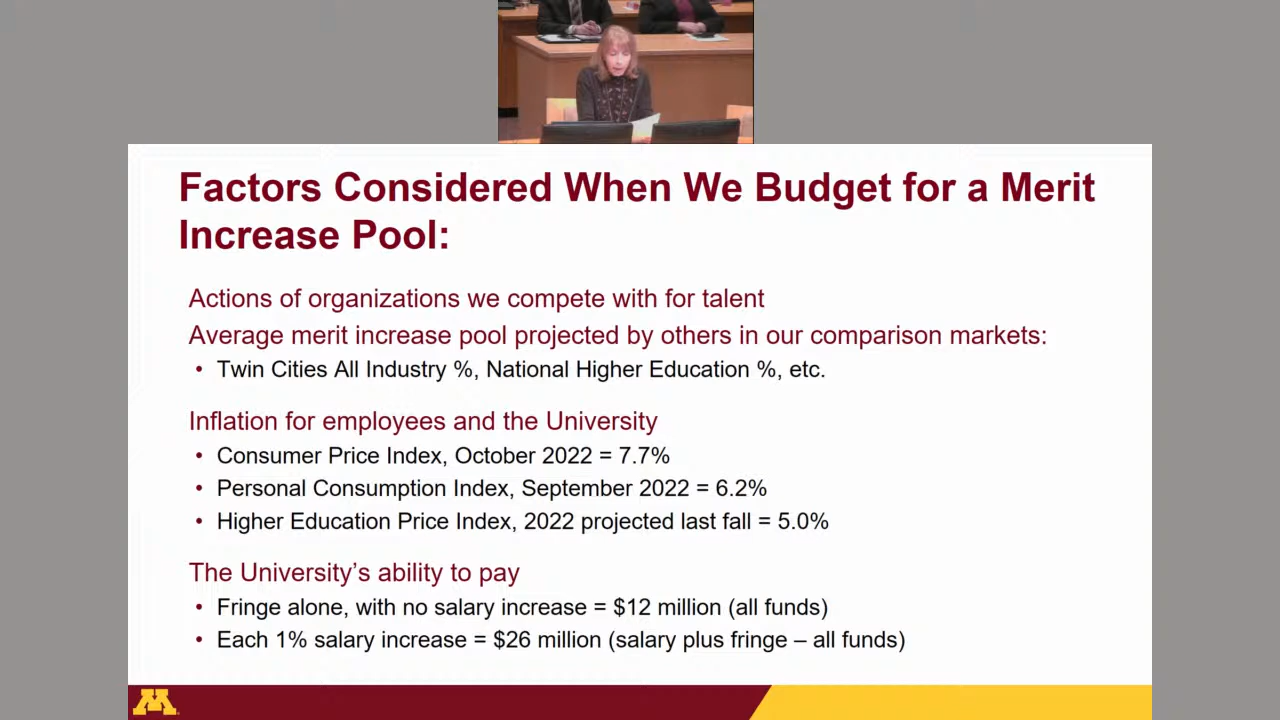 Factors Considered When We Budget for a Merit
Increase Pool:
Actions of organizations we compete with for talent
Average merit increase pool projected by others in our comparison markets:
• Twin Cities All Industry %, National Higher Education %, etc.
Inflation for employees and the University
• Consumer Price Index, October 2022 = 7.7%
• Personal Consumption Index, September 2022 = 6.2%
• Higher Education Price Index, 2022 projected last fall = 5.0%
The University’s ability to pay
• Fringe alone, with no salary increase = $12 million (all funds)
• Each 1% salary increase = $26 million (salary plus fringe – all funds)
M